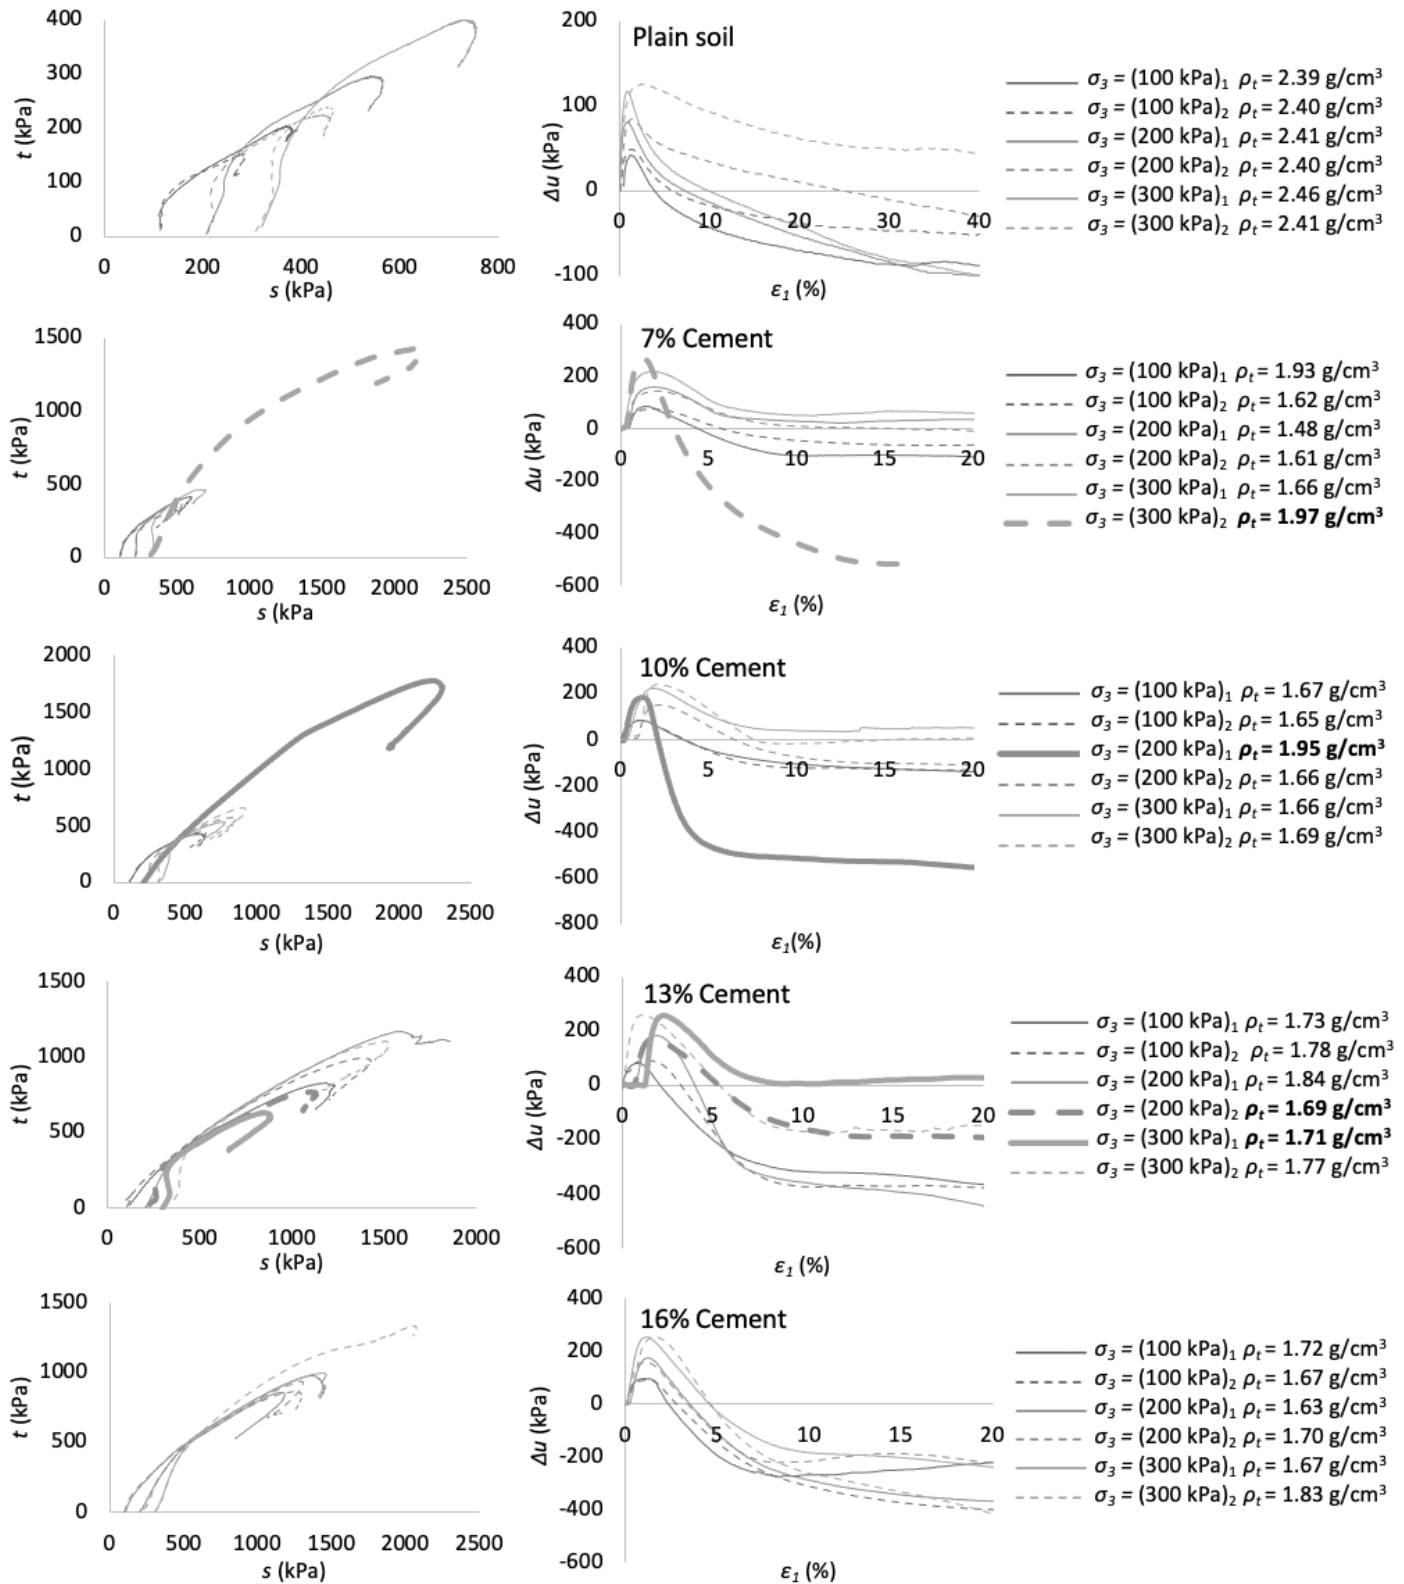 400
300
200
100
0
t (kPa)
0 200 400 600 800
s (kPa)
200
100
0
-100
Δu (kPa)
Plain soil
0 10 20 30 40
ε₁ (%)
σ₃ = (100 kPa)₁ ρₜ = 2.39 g/cm³
σ₃ = (100 kPa)₂ ρₜ = 2.40 g/cm³
σ₃ = (200 kPa)₁ ρₜ = 2.41 g/cm³
σ₃ = (200 kPa)₂ ρₜ = 2.40 g/cm³
σ₃ = (300 kPa)₁ ρₜ = 2.46 g/cm³
σ₃ = (300 kPa)₂ ρₜ = 2.41 g/cm³
1500
1000
500
0
t (kPa)
0 500 1000 1500 2000 2500
s (kPa
400
200
0
-200
-400
-600
Δu (kPa)
7% Cement
0 5 10 15 20
ε₁ (%)
σ₃ = (100 kPa)₁ ρₜ = 1.93 g/cm³
σ₃ = (100 kPa)₂ ρₜ = 1.62 g/cm³
σ₃ = (200 kPa)₁ ρₜ = 1.48 g/cm³
σ₃ = (200 kPa)₂ ρₜ = 1.61 g/cm³
σ₃ = (300 kPa)₁ ρₜ = 1.66 g/cm³
σ₃ = (300 kPa)₂ ρₜ = 1.97 g/cm³
2000
1500
1000
500
0
t (kPa)
0 500 1000 1500 2000 2500
s (kPa)
400
200
0
-200
-400
-600
-800
Δu (kPa)
10% Cement
0 5 10 15 20
ε₁(%)
σ₃ = (100 kPa)₁ ρₜ = 1.67 g/cm³
σ₃ = (100 kPa)₂ ρₜ = 1.65 g/cm³
σ₃ = (200 kPa)₁ ρₜ = 1.95 g/cm³
σ₃ = (200 kPa)₂ ρₜ = 1.66 g/cm³
σ₃ = (300 kPa)₁ ρₜ = 1.66 g/cm³
σ₃ = (300 kPa)₂ ρₜ = 1.69 g/cm³
1500
1000
500
0
t (kPa)
0 500 1000 1500 2000
s (kPa)
400
200
0
-200
-400
-600
Δu (kPa)
13% Cement
0 5 10 15 20
ε₁ (%)
σ₃ = (100 kPa)₁ ρₜ = 1.73 g/cm³
σ₃ = (100 kPa)₂ ρₜ = 1.78 g/cm³
σ₃ = (200 kPa)₁ ρₜ = 1.84 g/cm³
σ₃ = (200 kPa)₂ ρₜ = 1.69 g/cm³
σ₃ = (300 kPa)₁ ρₜ = 1.71 g/cm³
σ₃ = (300 kPa)₂ ρₜ = 1.77 g/cm³
1500
1000
500
0
t (kPa)
0 500 1000 1500 2000 2500
s (kPa)
400
200
0
-200
-400
-600
Δu (kPa)
16% Cement
0 5 10 15 20
ε₁ (%)
σ₃ = (100 kPa)₁ ρₜ = 1.72 g/cm³
σ₃ = (100 kPa)₂ ρₜ = 1.67 g/cm³
σ₃ = (200 kPa)₁ ρₜ = 1.63 g/cm³
σ₃ = (200 kPa)₂ ρₜ = 1.70 g/cm³
σ₃ = (300 kPa)₁ ρₜ = 1.67 g/cm³
σ₃ = (300 kPa)₂ ρₜ = 1.83 g/cm³